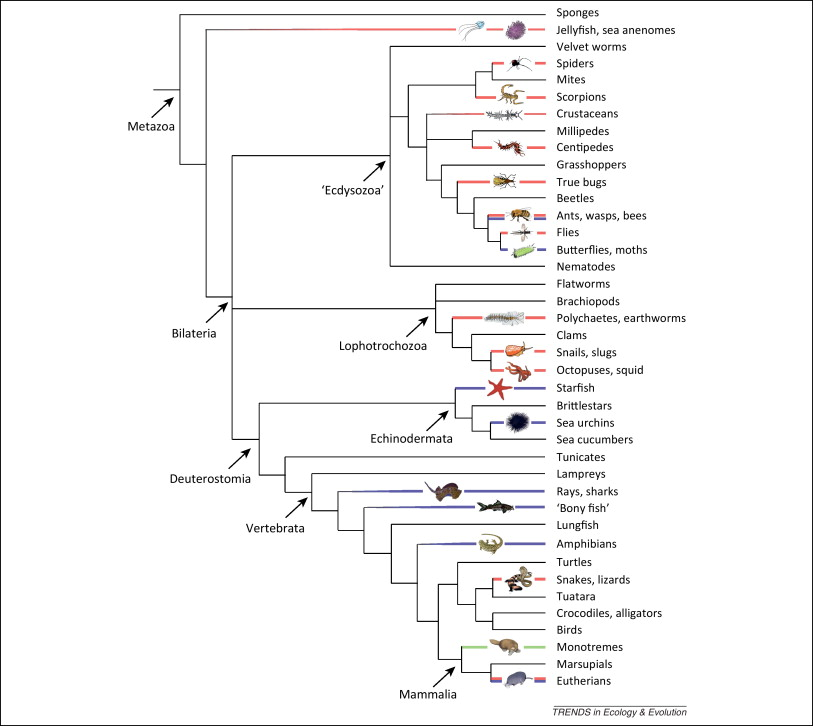 Sponges
Jellyfish, sea anenomes
Velvet worms
Spiders
Mites
Scorpions
Crustaceans
Metazoa
Millipedes
Centipedes
Grasshoppers
True bugs
‘Ecdysozoa’
Beetles
Ants, wasps, bees
Flies
Butterflies, moths
Nematodes
Flatworms
Brachiopods
Polychaetes, earthworms
Bilateria
Clams
Lophotrochozoa
Snails, slugs
Octopuses, squid
Starfish
Brittlestars
Sea urchins
Echinodermata
Sea cucumbers
Tunicates
Lampreys
Deuterostomia
Rays, sharks
‘Bony fish’
Lungfish
Vertebrata
Amphibians
Turtles
Snakes, lizards
Tuatara
Crocodiles, alligators
Birds
Monotremes
Marsupials
Eutherians
Mammalia
TRENDS in Ecology & Evolution